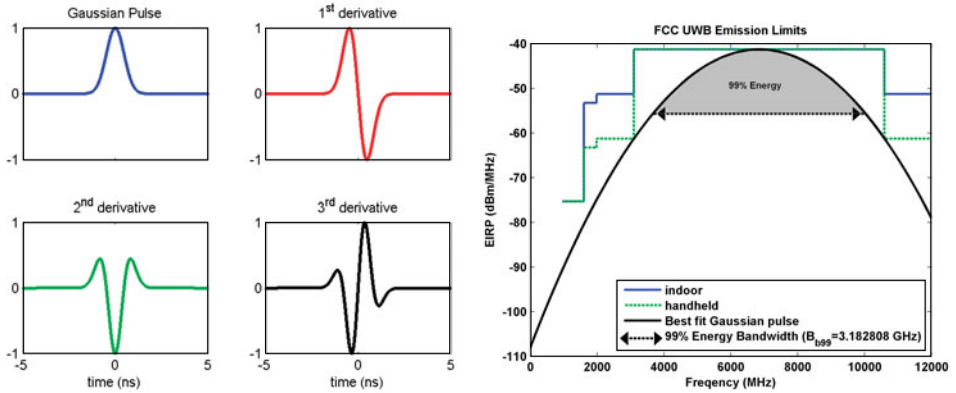 Gaussian Pulse
1st derivative
1
0
-1
1
0
-1
2nd derivative
3rd derivative
1
0
-1
-5
0
5
time (ns)
1
0
-1
-5
0
5
time (ns)
FCC UWB Emission Limits
-40
-50
-60
-70
-80
-90
-100
-110
99% Energy
indoor
handheld
Best fit Gaussian pulse
99% Energy Bandwidth (Bb99=3.182808 GHz)
0
2000
4000
6000
8000
10000
12000
EIRP (dBm/MHz)
Freqency (MHz)